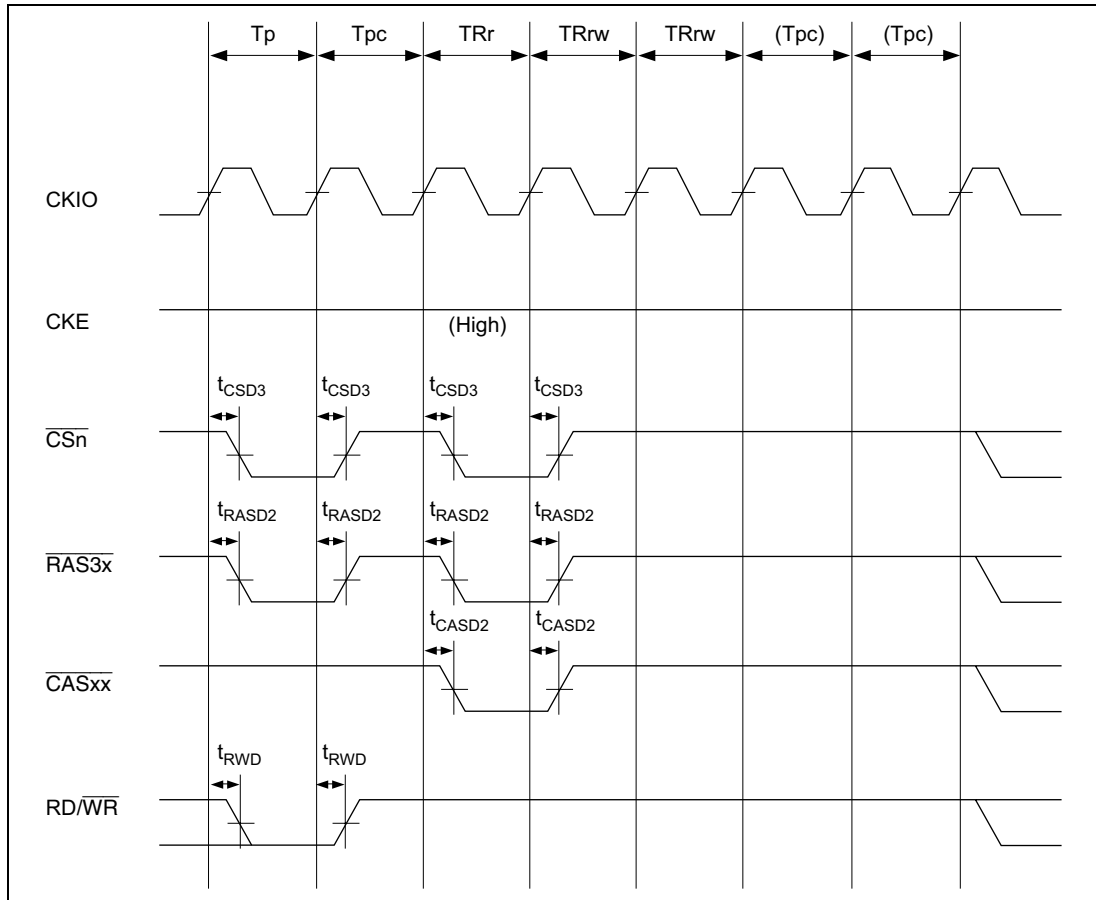 Tp Tpc TRr TRrw TRrw (Tpc) (Tpc)
CKIO
CKE
(High)
tCSD3 tCSD3 tCSD3 tCSD3
CSn
tRASD2 tRASD2 tRASD2 tRASD2
RAS3x
tCASD2 tCASD2
CASxx
tRWD tRWD
RD/WR